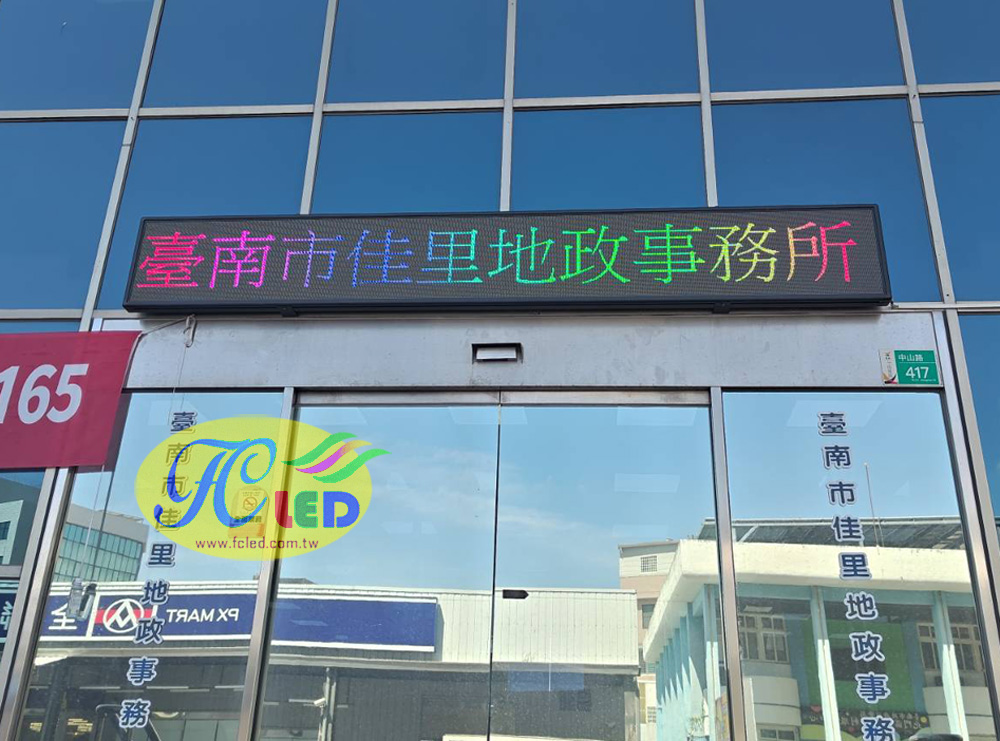 臺南市佳里地政事務所
165
中山路
417
臺南市佳里地政事務
臺南市佳里地政事務
FC
LED
www.fcled.com.tw
全
PX MART